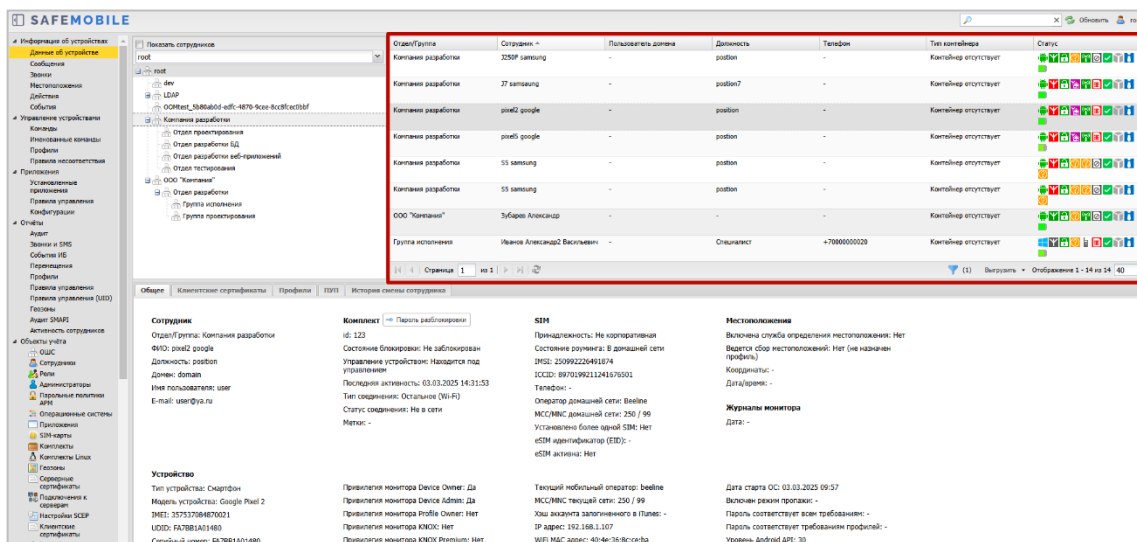 SAFEMOBILE
Обновить
Информация об устройствах
Данные об устройстве
Сообщения
Звонки
Местоположения
Действия
События
Управление устройствами
Команды
Именованные команды
Профили
Правила несоответствия
Приложения
Установленные
приложения
Правила управления
Конфигурации
Отчёты
Аудит
Звонки и SMS
События ИБ
Перемещения
Профили
Правила управления
Правила управления (UID)
Геозоны
Аудит SMAPI
Активность сотрудников
Объекты учёта
ОШС
Сотрудники
Роли
Администраторы
Парольные политики
АРМ
Операционные системы
Приложения
SIM-карты
Комплекты
Комплекты Linux
Геозоны
Серверные
сертификаты
Подключения к
серверам
Настройки SCEP
Клиентские
сертификаты
Показать сотрудников
root
root
dev
LDAP
Компания разработки
Отдел проектирования
Отдел разработки БД
Отдел разработки веб-приложений
Отдел тестирования
ООО "Компания"
Отдел разработки
Группа исполнения
Группа проектирования
Отдел/Группа Сотрудник Пользователь домена Должность Телефон Тип контейнера Статус
Компания разработки J250F samsung - postion - Контейнер отсутствует
Компания разработки J7 samsung - postion7 - Контейнер отсутствует
Компания разработки pixel2 google - position - Контейнер отсутствует
Компания разработки pixel5 google - postion - Контейнер отсутствует
Компания разработки S5 samsung - postion - Контейнер отсутствует
Компания разработки S5 samsung - postion - Контейнер отсутствует
ООО "Компания" Зубарев Александр - - - Контейнер отсутствует
Группа исполнения Иванов Александр2 Васильевич - Специалист +70000000020 Контейнер отсутствует
Страница 1 из 1 (1) Выгрузить Отображение 1 - 14 из 14 40
Общее Клиентские сертификаты Профили ПУП История смены сотрудника
Сотрудник
Отдел/Группа: Компания разработки
ФИО: pixel2 google
Должность: position
Домен: domain
Имя пользователя: user
E-mail: user@ya.ru
Комплект Пароль разблокировки
id: 123
Состояние блокировки: Не заблокирован
Управление устройством: Находится под
управлением
Последняя активность: 03.03.2025 14:31:53
Тип соединения: Остальное (Wi-Fi)
Статус соединения: Не в сети
Метки: -
SIM
Принадлежность: Не корпоративная
Состояние роуминга: В домашней сети
IMSI: 250992226491874
ICCID: 8970199211241676501
Телефон: -
Оператор домашней сети: Beeline
MCC/MNC домашней сети: 250 / 99
Установлено более одной SIM: Нет
eSIM идентификатор (EID): -
eSIM активна: Нет
Местоположения
Включена служба определения местоположения: Нет
Ведется сбор местоположений: Нет (не назначен
профиль)
Координаты: -
Дата/время: -
Журналы монитора
Дата: -
Устройство
Тип устройства: Смартфон
Модель устройства: Google Pixel 2
IMEI: 357537084870021
UDID: FA7BB1A01480
Серийный номер: FA7BB1A01480
Привилегия монитора Device Owner: Да
Привилегия монитора Device Admin: Да
Привилегия монитора Profile Owner: Нет
Привилегия монитора KNOX: Нет
Привилегия монитора KNOX Premium: Нет
Текущий мобильный оператор: beeline
MCC/MNC текущей сети: 250 / 99
Хэш аккаунта залогиненного в iTunes: -
IP адрес: 192.168.1.107
WiFi MAC адрес: 40:4e:36:8c:ce:ba
Дата старта ОС: 03.03.2025 09:57
Включен режим пропажи: -
Пароль соответствует всем требованиям: -
Пароль соответствует требованиям профилей: -
Уровень Android API: 30